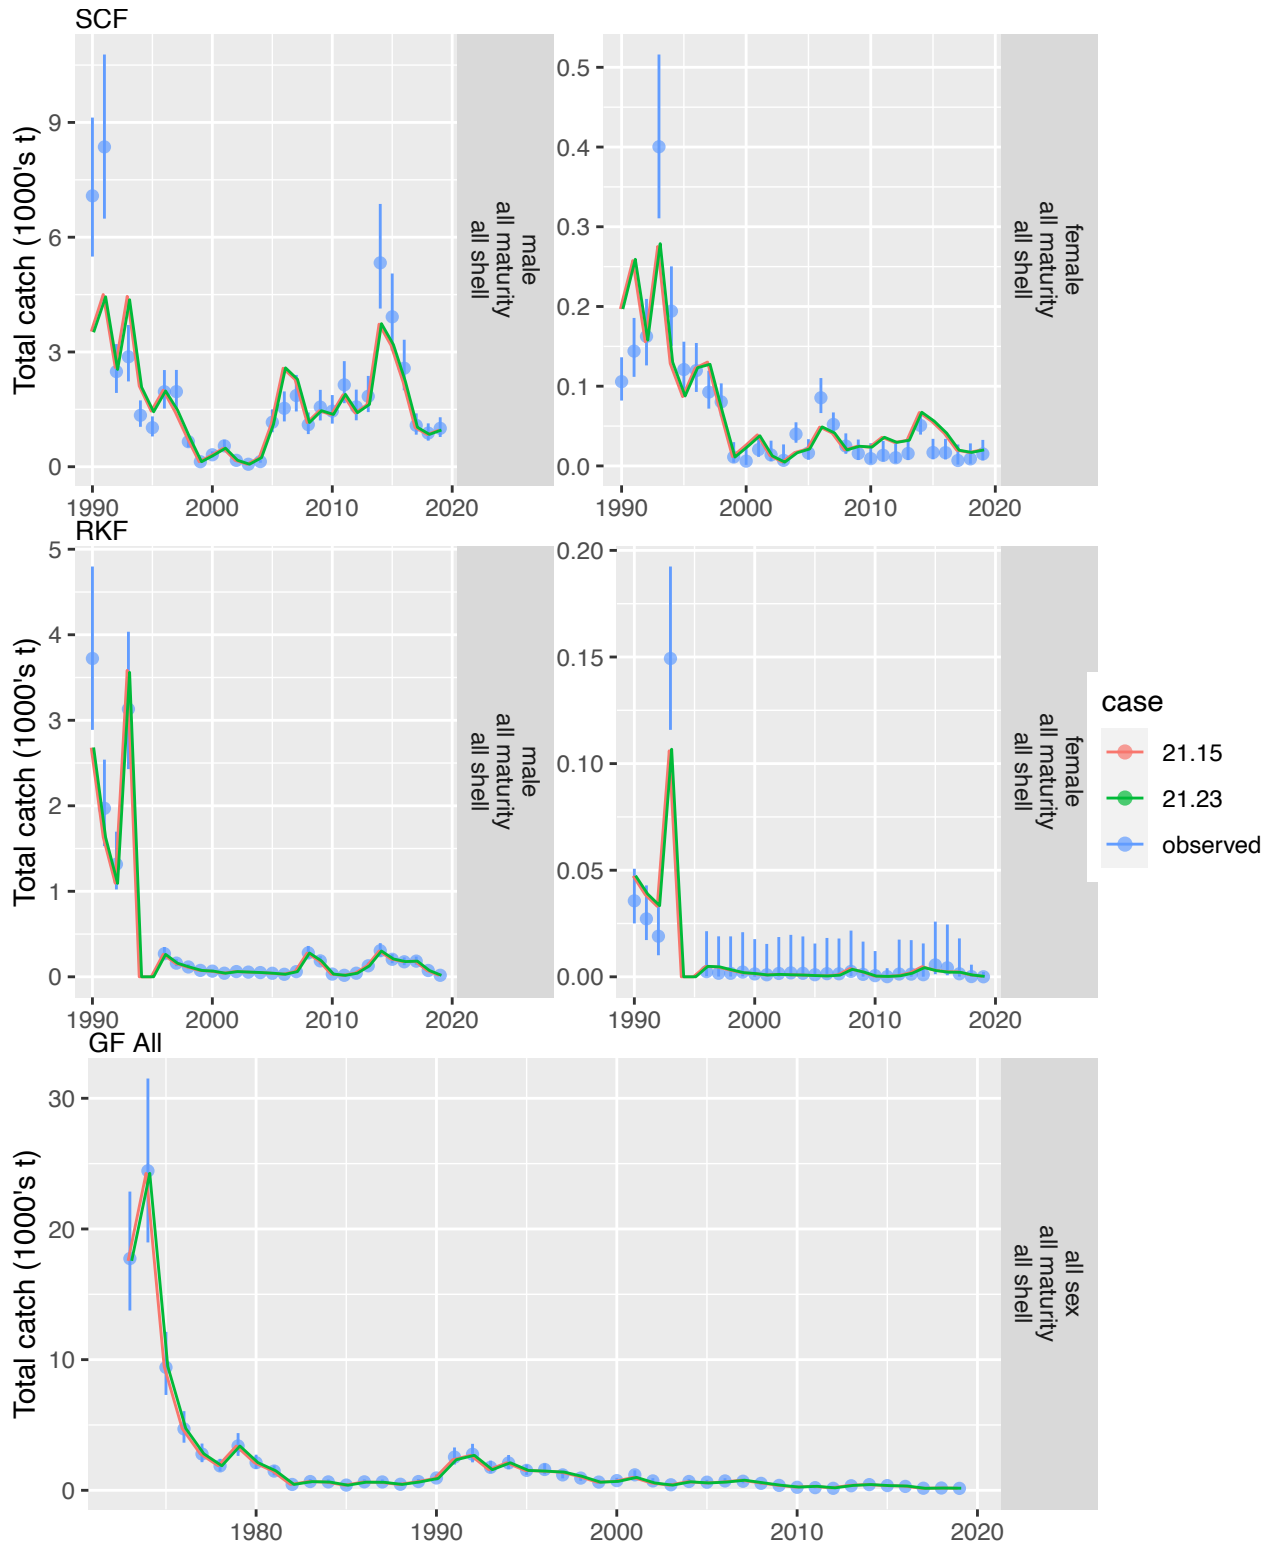 SCF
Total catch (1000's t)
9
6
3
0
1990
2000
2010
2020
male
all maturity
all shell
0.5
0.4
0.3
0.2
0.1
0.0
1990
2000
2010
2020
female
all maturity
all shell
RKF
Total catch (1000's t)
5
4
3
2
1
0
1990
2000
2010
2020
male
all maturity
all shell
0.20
0.15
0.10
0.05
0.00
1990
2000
2010
2020
female
all maturity
all shell
case
21.15
21.23
observed
GF All
Total catch (1000's t)
30
20
10
0
1980
1990
2000
2010
2020
all sex
all maturity
all shell